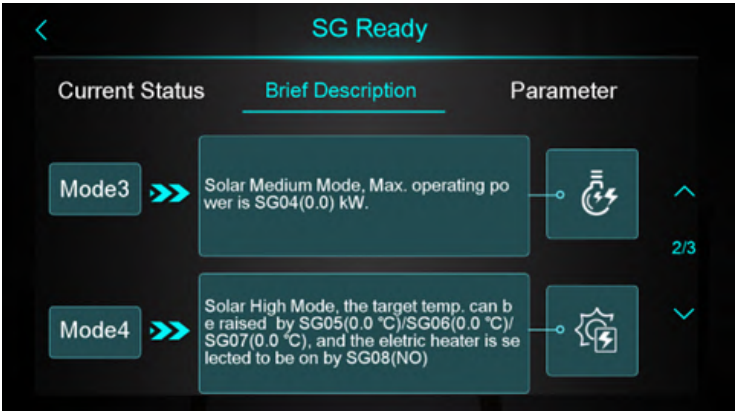 SG Ready
Current Status
Brief Description
Parameter
Mode3
Solar Medium Mode, Max. operating po
wer is SG04(0.0) kW.
2/3
Mode4
Solar High Mode, the target temp. can b
e raised by SG05(0.0 ℃)/SG06(0.0 ℃)/
SG07(0.0 ℃), and the eletric heater is se
lected to be on by SG08(NO)